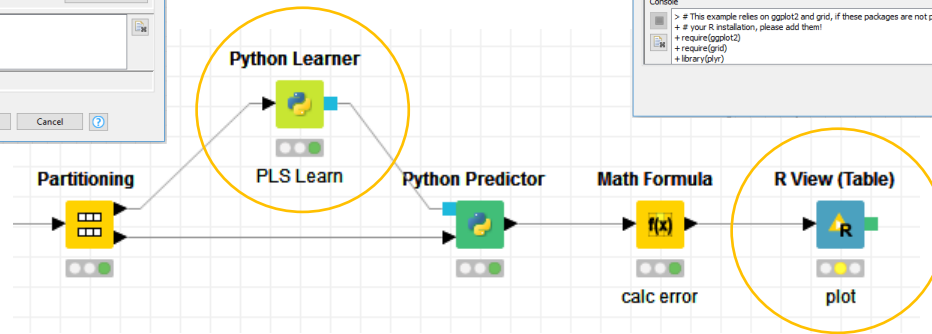 Console
> # This example relies on ggplot2 and grid, if these packages are not p
+ # your R installation, please add them!
+ require(ggplot2)
+ require(grid)
+ library(plyr)
Cancel
?
Python Learner
PLS Learn
Partitioning
Python Predictor
Math Formula
f(x)
calc error
R View (Table)
R
plot